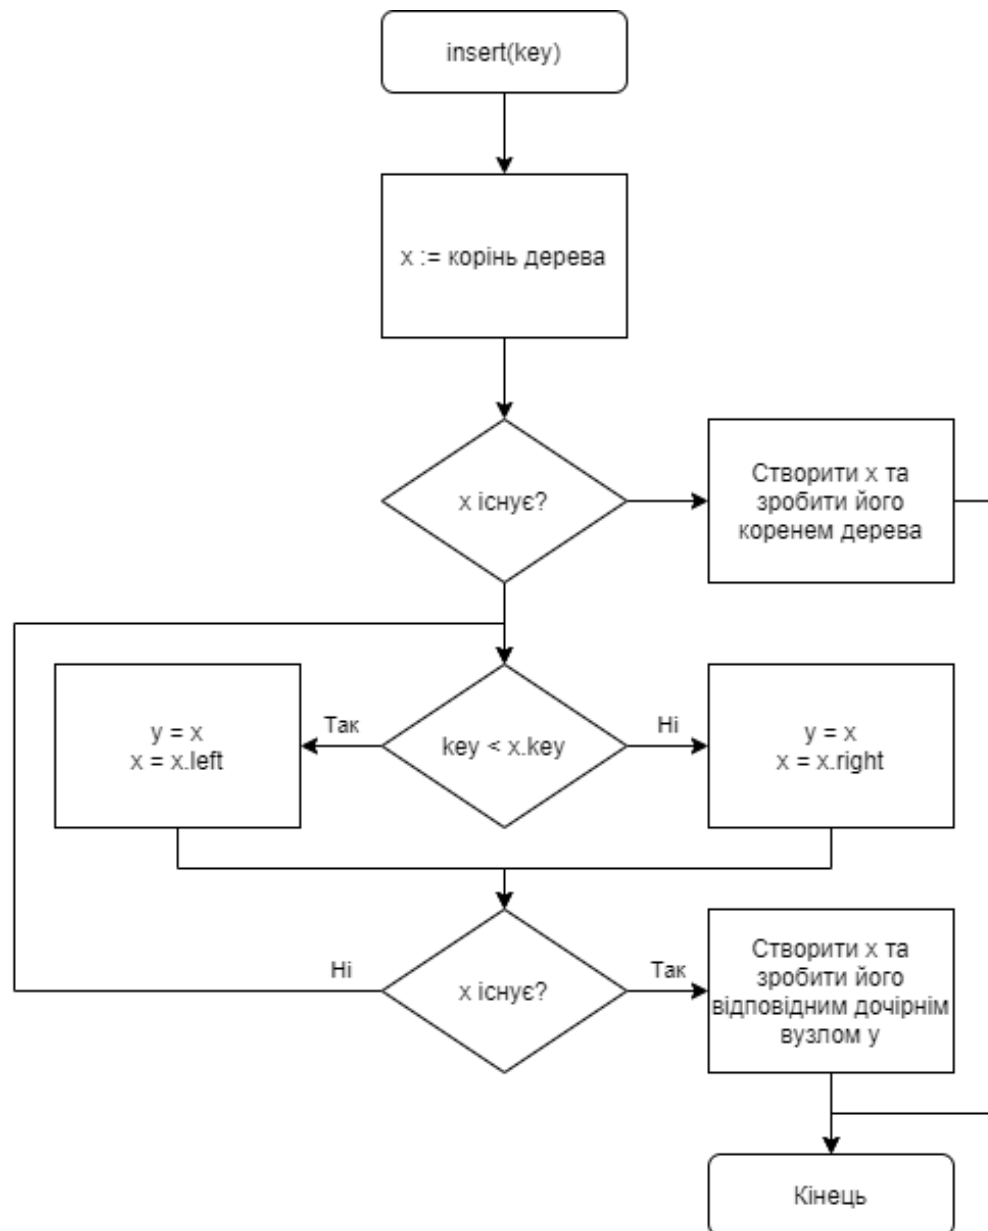 insert(key)
x := корінь дерева
x існує?
Створити x та
зробити його
коренем дерева
y = x
x = x.left
Так
key < x.key
Ні
y = x
x = x.right
Ні
x існує?
Так
Створити x та
зробити його
відповідним дочірнім
вузлом y
Кінець